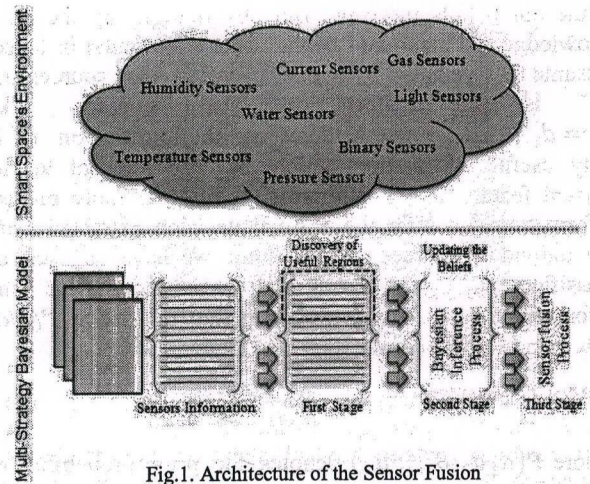 Smart Space's Environment
Current Sensors
Gas Sensors
Humidity Sensors
Light Sensors
Water Sensors
Binary Sensors
Temperature Sensors
Pressure Sensor
Multi-Strategy Bayesian Model
Discovery of
Useful Regions
Updating the
Beliefs
Bayesian
Inference
Process
Sensor fusion
Process
Sensors Information
First Stage
Second Stage
Third Stage
Fig.1. Architecture of the Sensor Fusion